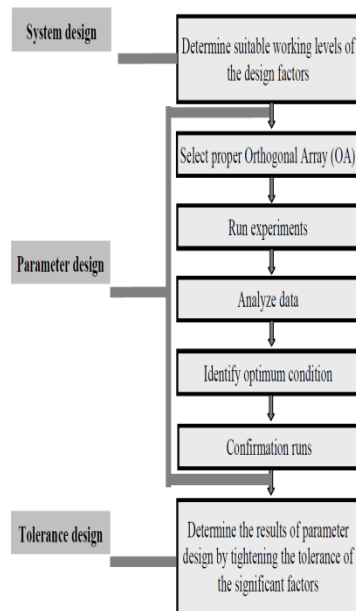 System design
Determine suitable working levels of
the design factors
Select proper Orthogonal Array (OA)
Run experiments
Parameter design
Analyze data
Identify optimum condition
Confirmation runs
Tolerance design
Determine the results of parameter
design by tightening the tolerance of
the significant factors